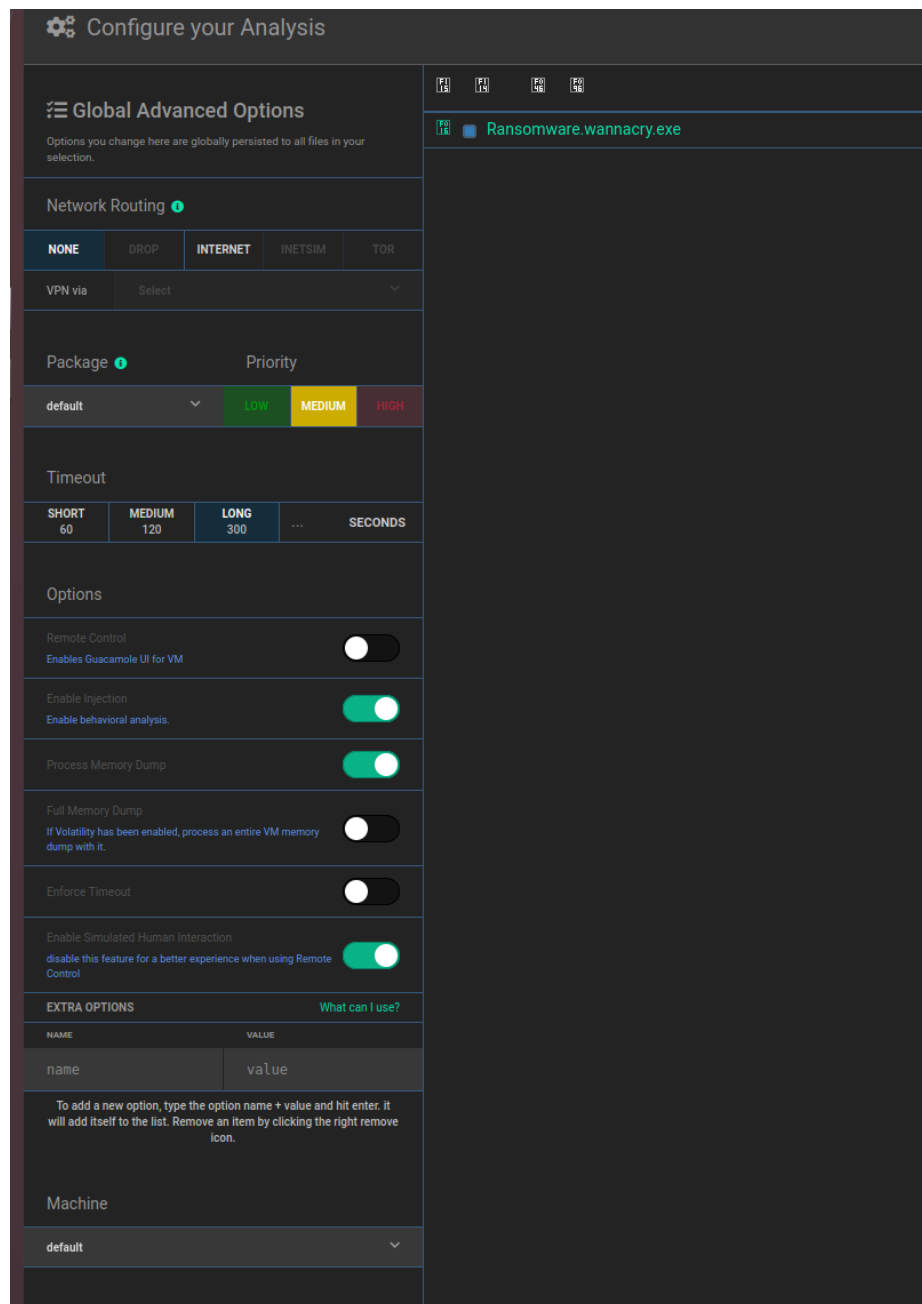 Configure your Analysis
Global Advanced Options
Options you change here are globally persisted to all files in your
selection.
Network Routing
NONE DROP INTERNET INETSIM TOR
VPN via Select
Package Priority
default LOW MEDIUM HIGH
Timeout
SHORT MEDIUM LONG
60 120 300 ... SECONDS
Options
Remote Control
Enables Guacamole UI for VM
Enable Injection
Enable behavioral analysis.
Process Memory Dump
Full Memory Dump
If Volatility has been enabled, process an entire VM memory
dump with it.
Enforce Timeout
Enable Simulated Human Interaction
disable this feature for a better experience when using Remote
Control
EXTRA OPTIONS What can I use?
NAME VALUE
name value
To add a new option, type the option name + value and hit enter. it
will add itself to the list. Remove an item by clicking the right remove
icon.
Machine
default
Ransomware.wannacry.exe